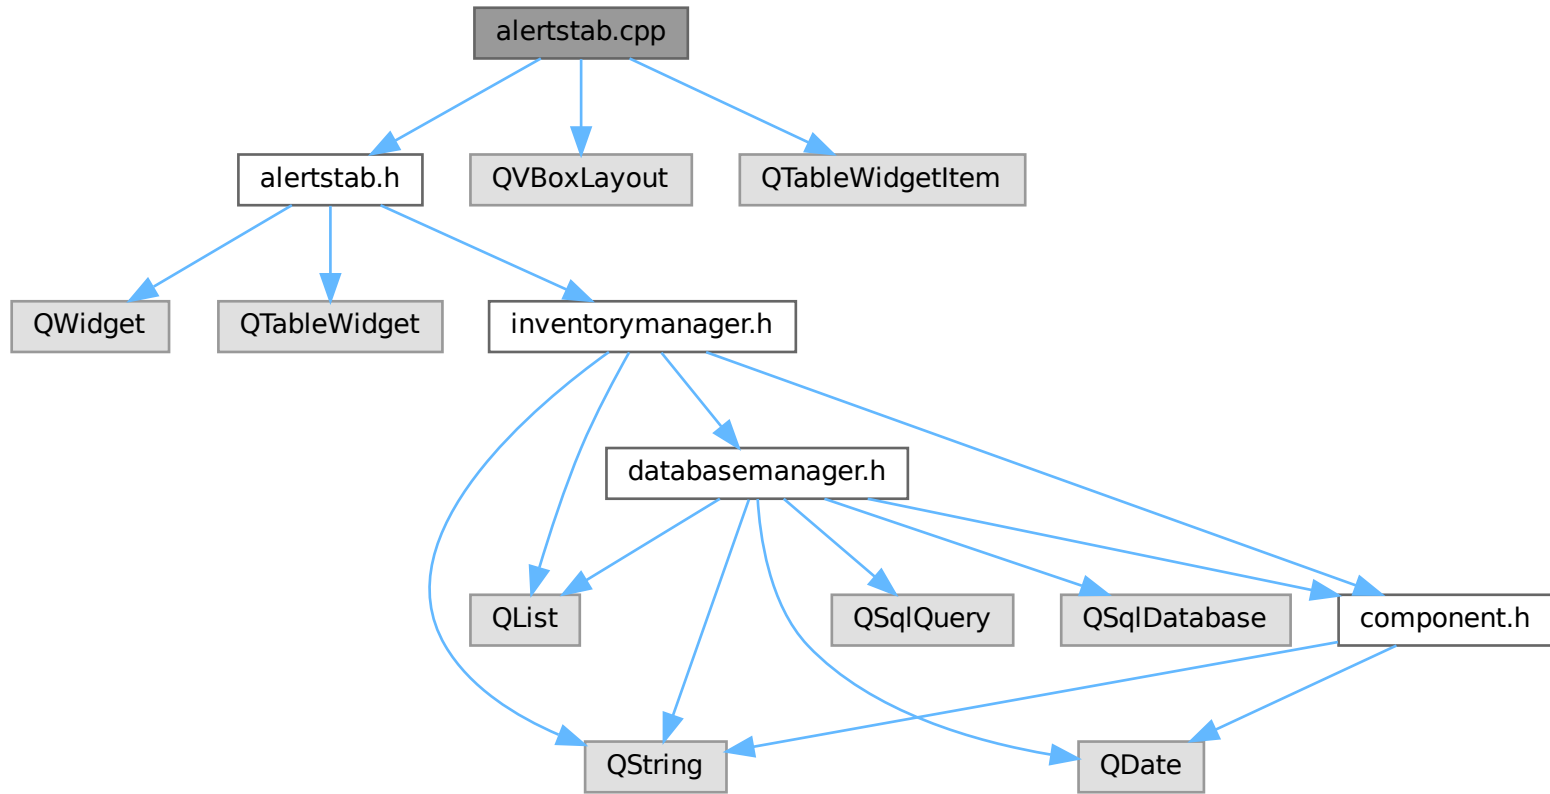 alertstab.cpp
alertstab.h
QVBoxLayout
QTableWidgetItem
QWidget
QTableWidget
inventorymanager.h
databasemanager.h
QList
QSqlQuery
QSqlDatabase
component.h
QString
QDate